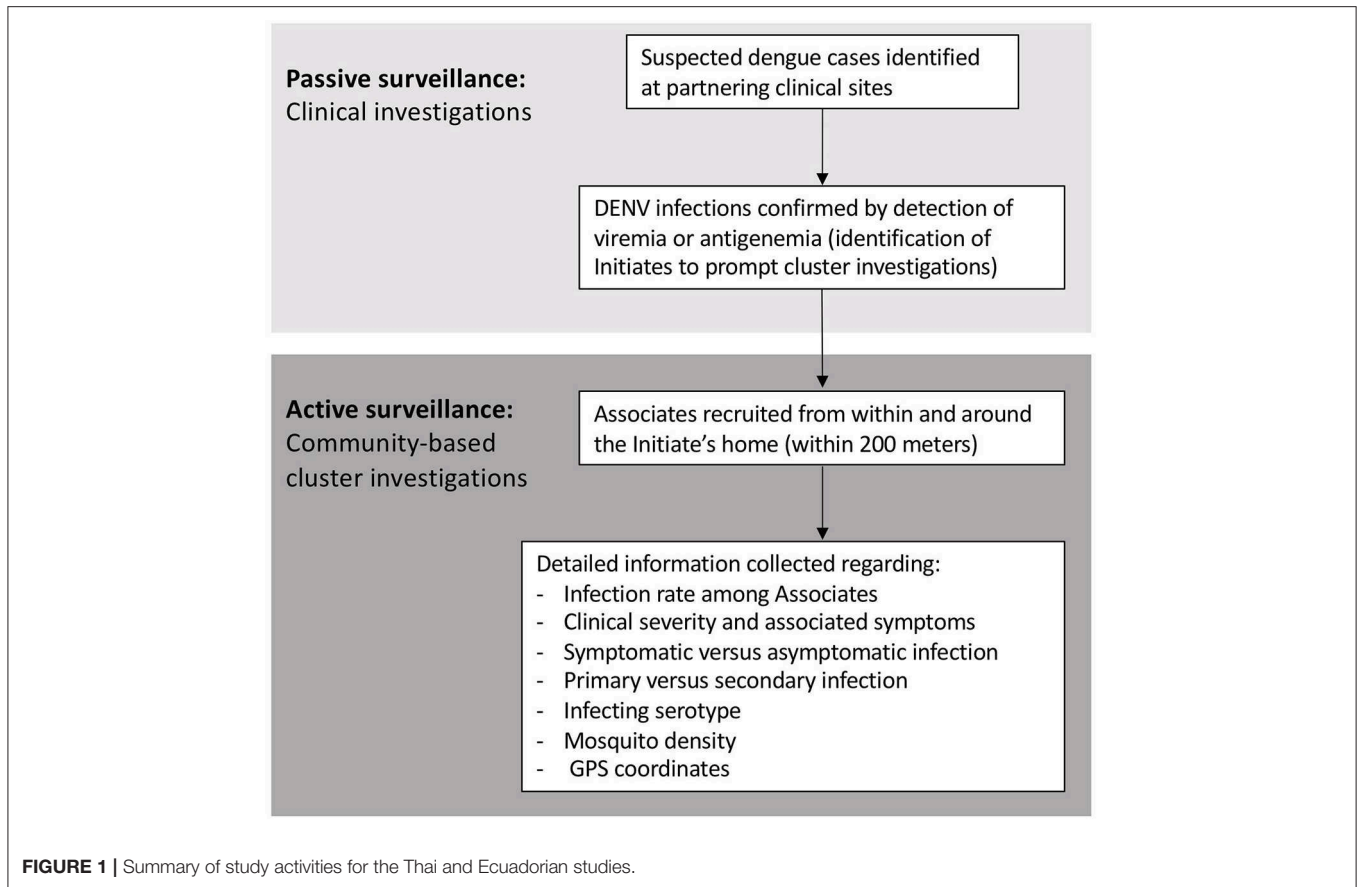 Passive surveillance:
Clinical investigations
Suspected dengue cases identified
at partnering clinical sites
DENV infections confirmed by detection of
viremia or antigenemia (identification of
Initiates to prompt cluster investigations)
Active surveillance:
Community-based
cluster investigations
Associates recruited from within and around
the Initiate's home (within 200 meters)
Detailed information collected regarding:
- Infection rate among Associates
- Clinical severity and associated symptoms
- Symptomatic versus asymptomatic infection
- Primary versus secondary infection
- Infecting serotype
- Mosquito density
- GPS coordinates
FIGURE 1 | Summary of study activities for the Thai and Ecuadorian studies.